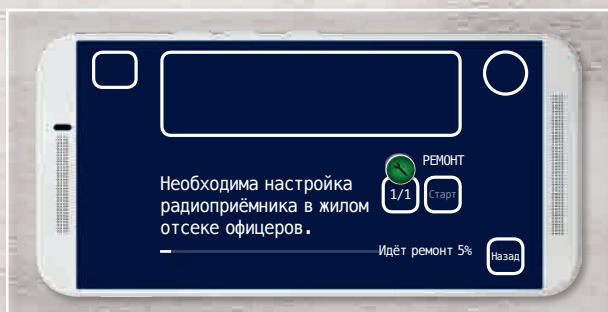 РЕМОНТ
1/1
Старт
Необходима настройка
радиоприёмника в жилом
отсеке офицеров.
Идёт ремонт 5%
Назад